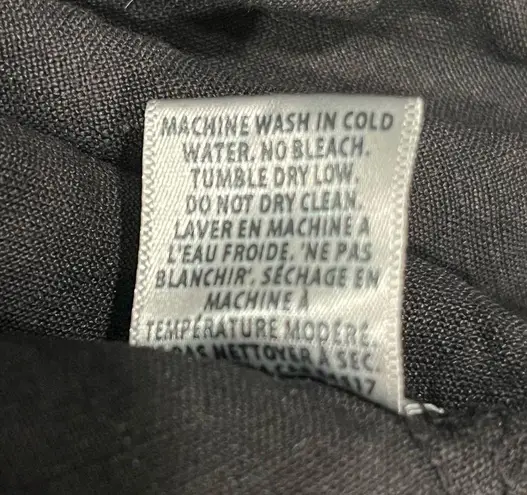 MACHINE WASH IN COLD
WATER. NO BLEACH.
TUMBLE DRY LOW.
DO NOT DRY CLEAN.
LAVER EN MACHINE A
L'EAU FROIDE. 'NE PAS
BLANCHIR'. SÉCHAGE EN
MACHINE À
TEMPÉRATURE MODÉRÉ.
PAS NETTOYER À SEC.